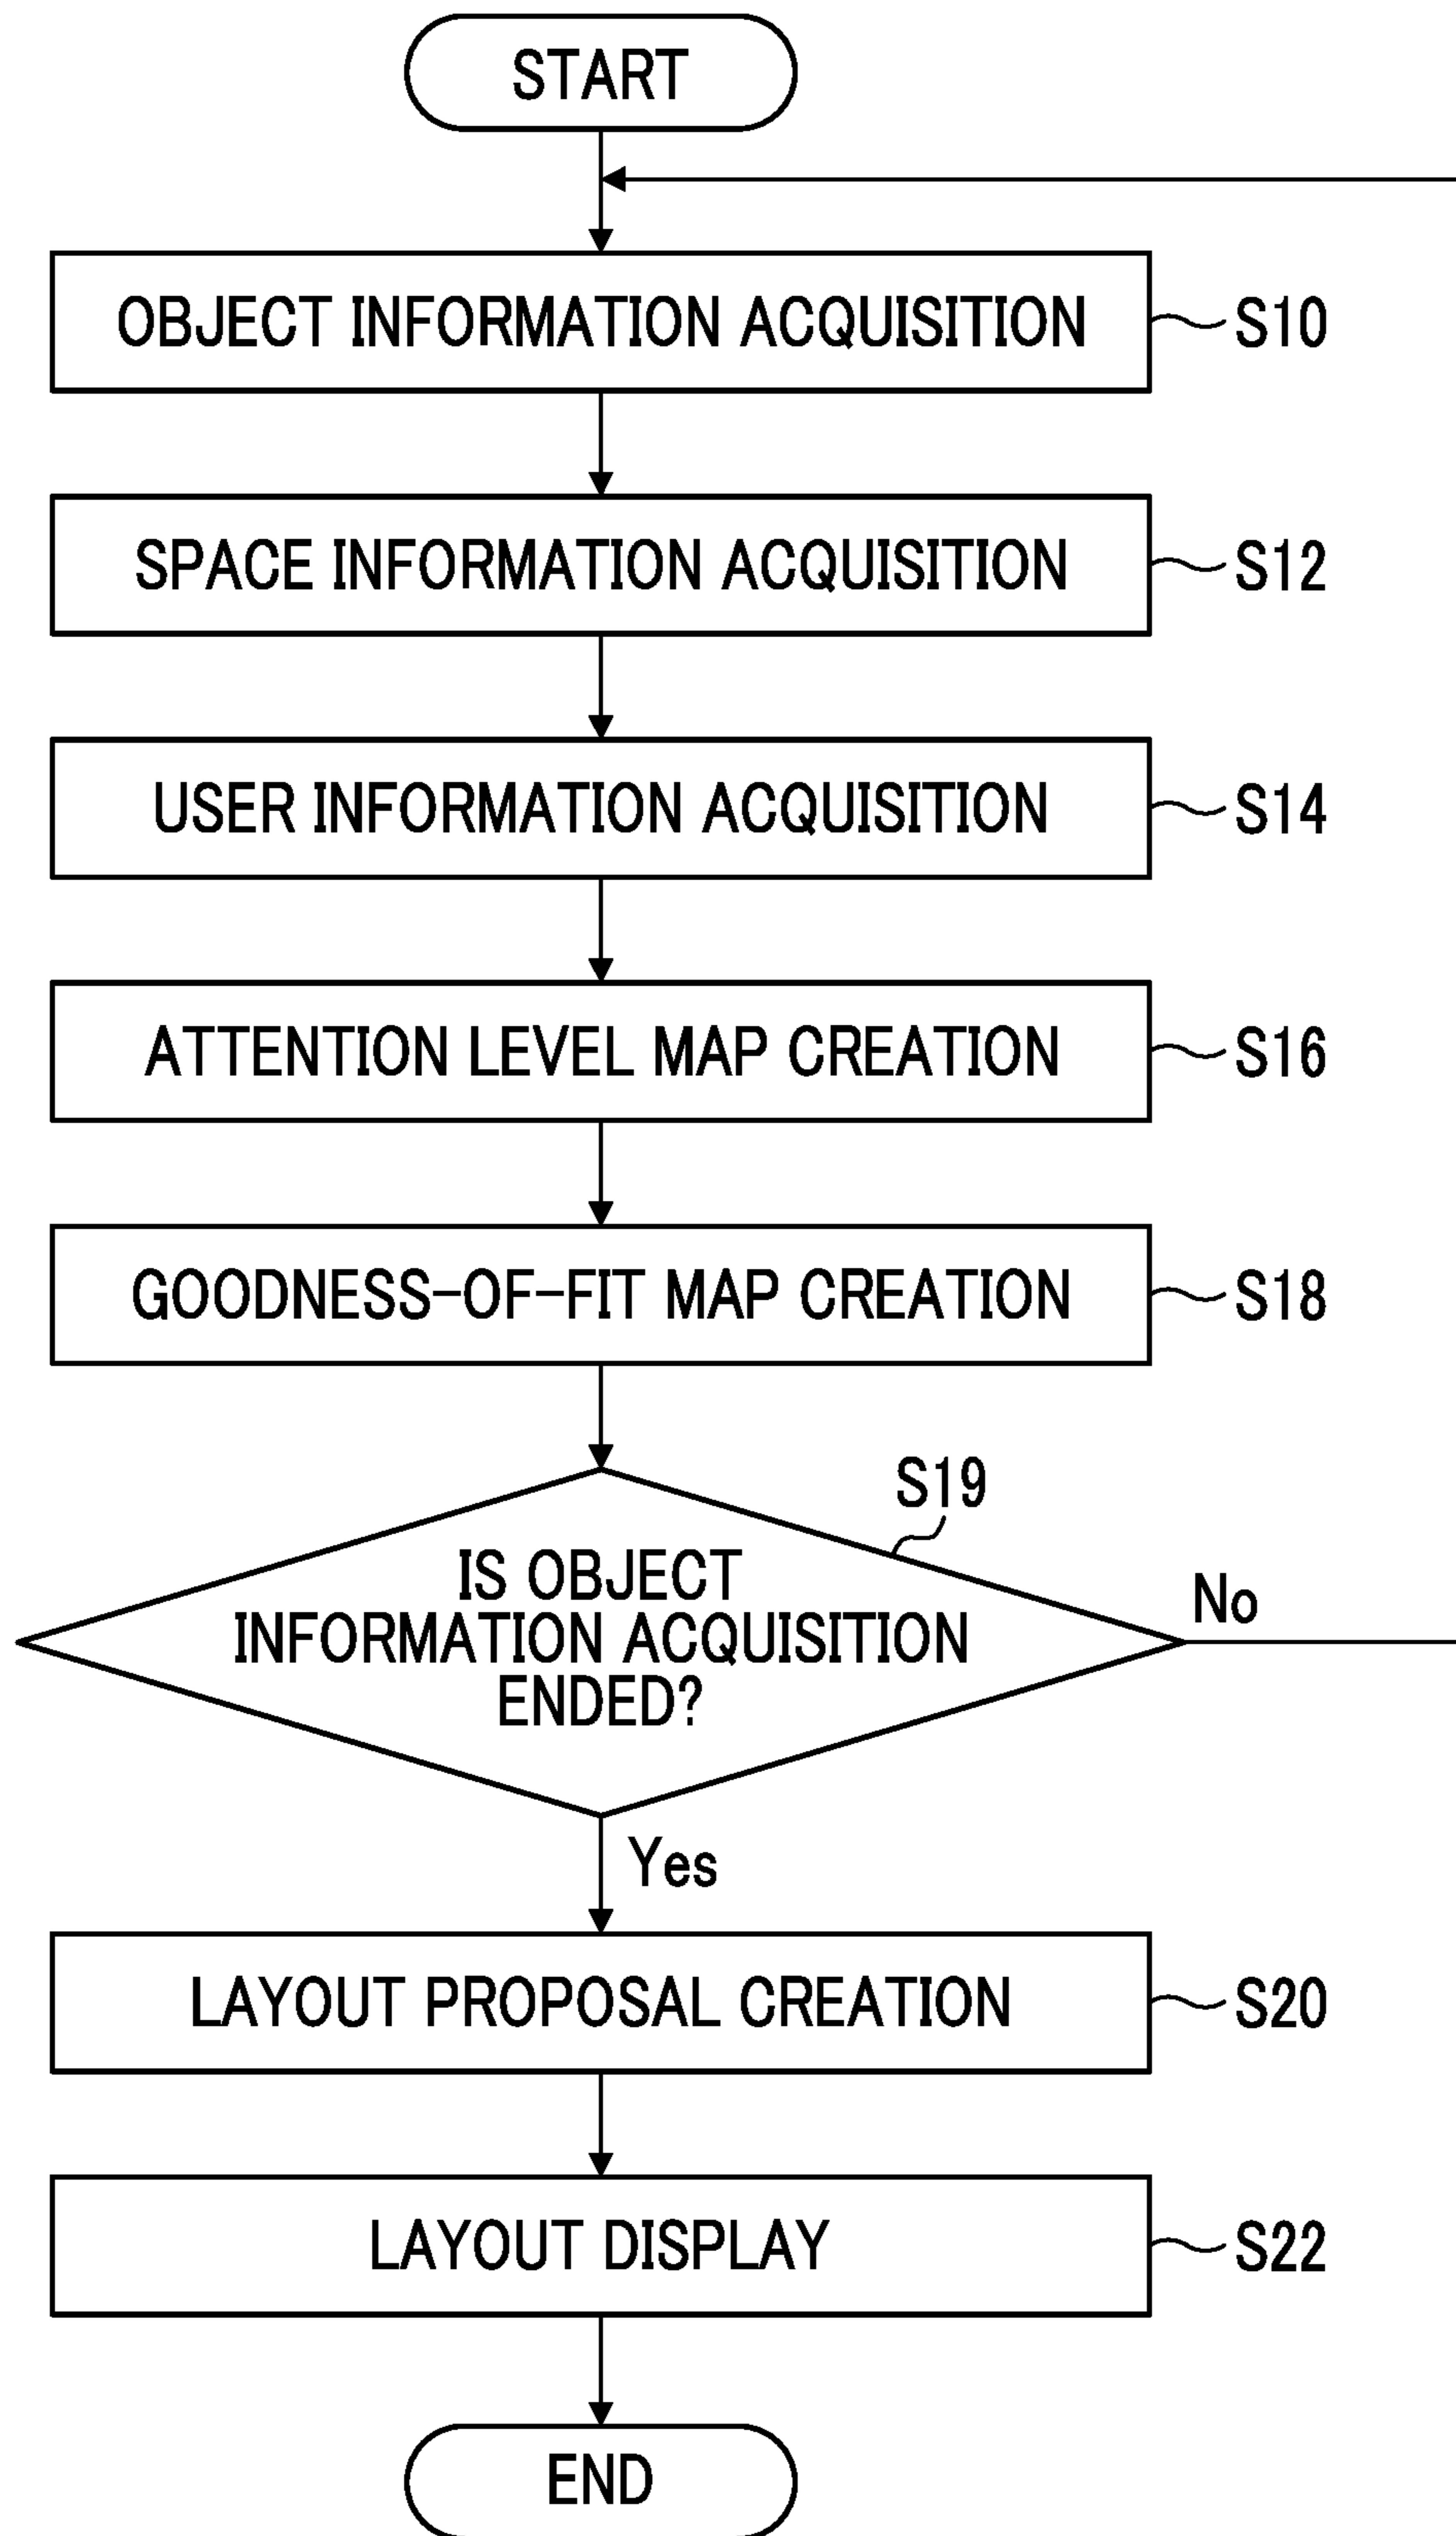 START
OBJECT INFORMATION ACQUISITION
S10
SPACE INFORMATION ACQUISITION
S12
USER INFORMATION ACQUISITION
S14
ATTENTION LEVEL MAP CREATION
S16
GOODNESS-OF-FIT MAP CREATION
S18
S19
IS OBJECT
INFORMATION ACQUISITION
ENDED?
No
Yes
LAYOUT PROPOSAL CREATION
S20
LAYOUT DISPLAY
S22
END